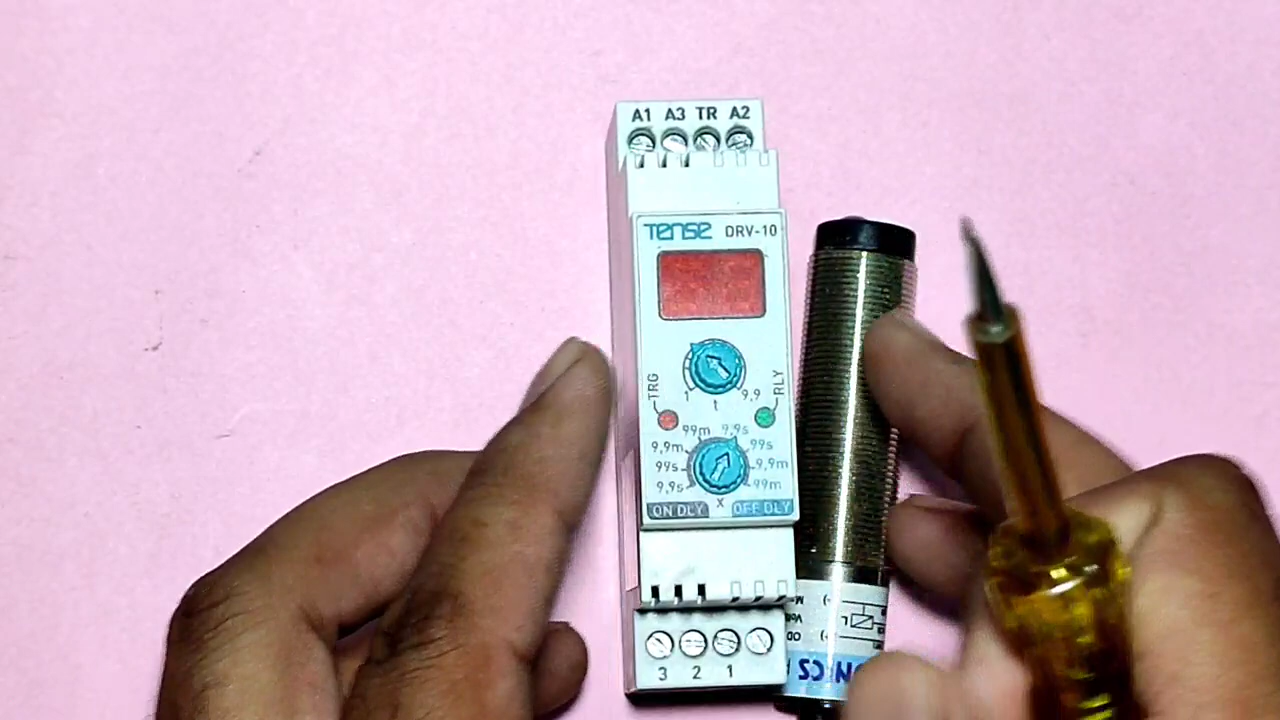 A1 A3 TR A2
TENSE DRV-10
1 t 9.9
TRG RLY
99m 9,9s
9,9m 99s
99s 9,9m
9,9s 99m
ON DLY x OFF DLY
3 2 1